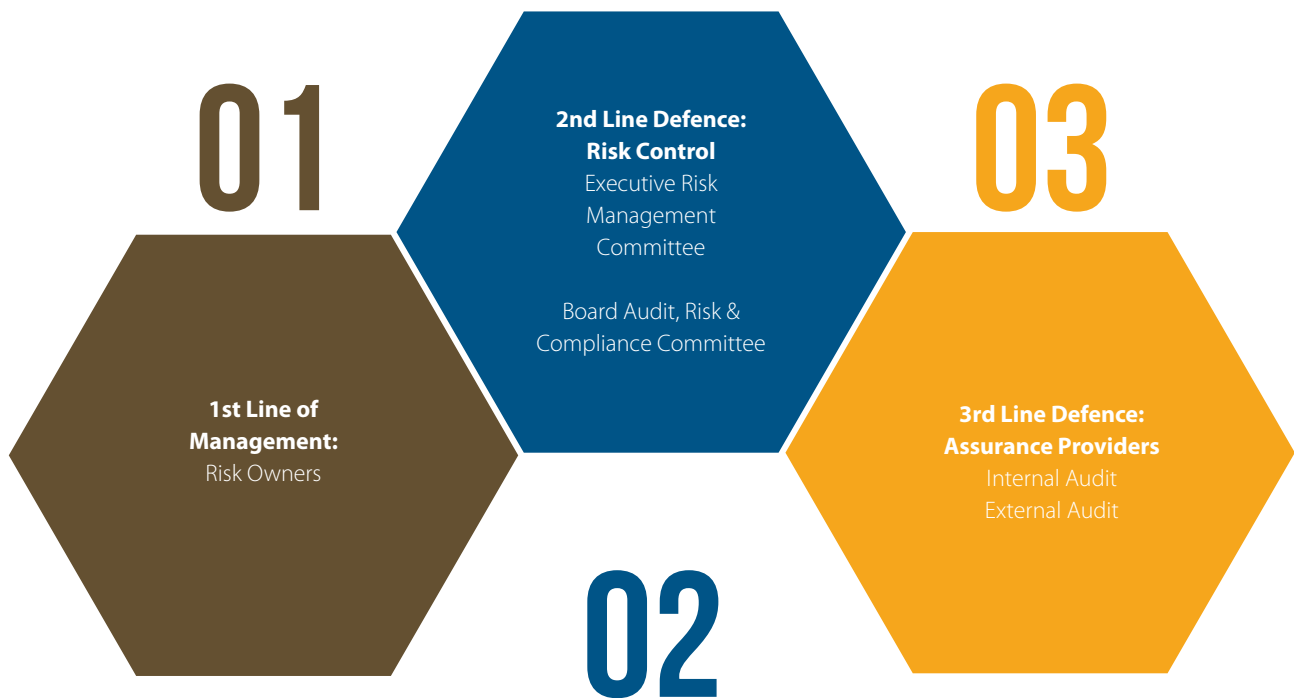 01
1st Line of
Management:
Risk Owners
2nd Line Defence:
Risk Control
Executive Risk
Management
Committee
Board Audit, Risk &
Compliance Committee
02
03
3rd Line Defence:
Assurance Providers
Internal Audit
External Audit